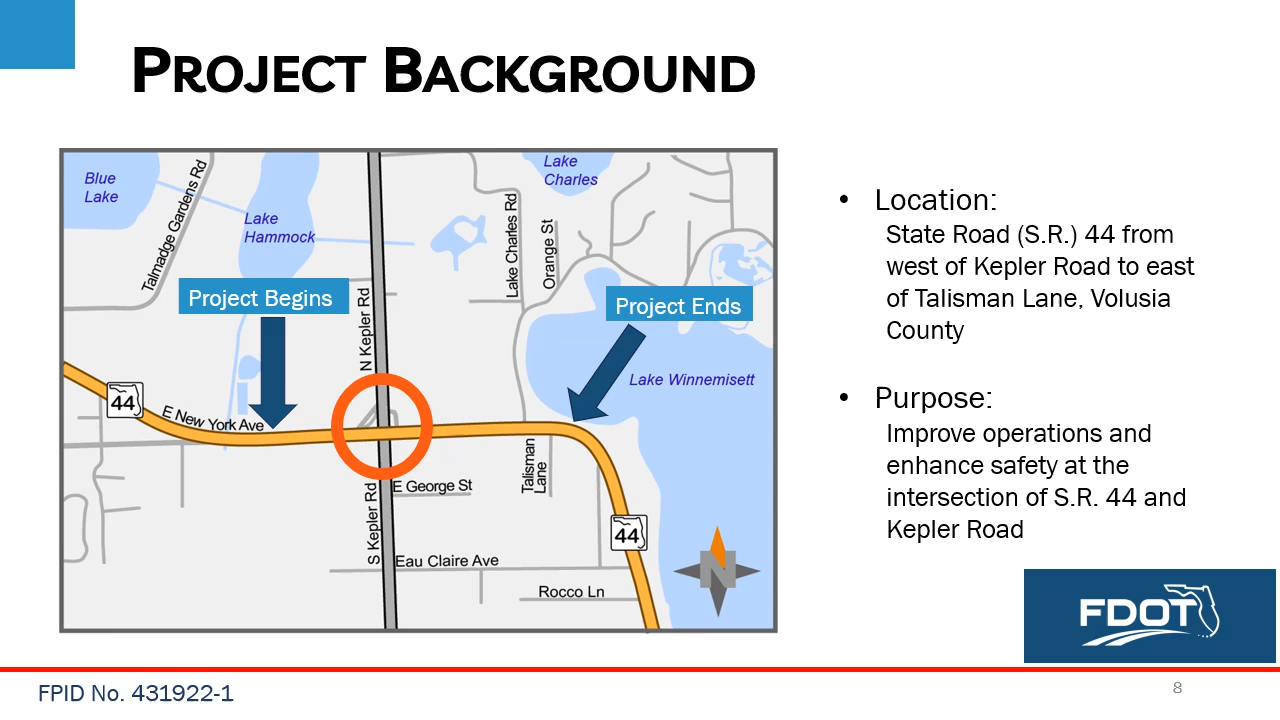 PROJECT BACKGROUND
Blue
Lake
Talmadge Gardens Rd
Lake
Hammock
Lake
Charles
Lake Charles Rd
Orange St
Project Begins
N Kepler Rd
Project Ends
Lake Winnemisett
44
E New York Ave
Talisman
Lane
S Kepler Rd
E George St
44
Eau Claire Ave
Rocco Ln
N
• Location:
State Road (S.R.) 44 from
west of Kepler Road to east
of Talisman Lane, Volusia
County
• Purpose:
Improve operations and
enhance safety at the
intersection of S.R. 44 and
Kepler Road
FDOT
FPID No. 431922-1
8